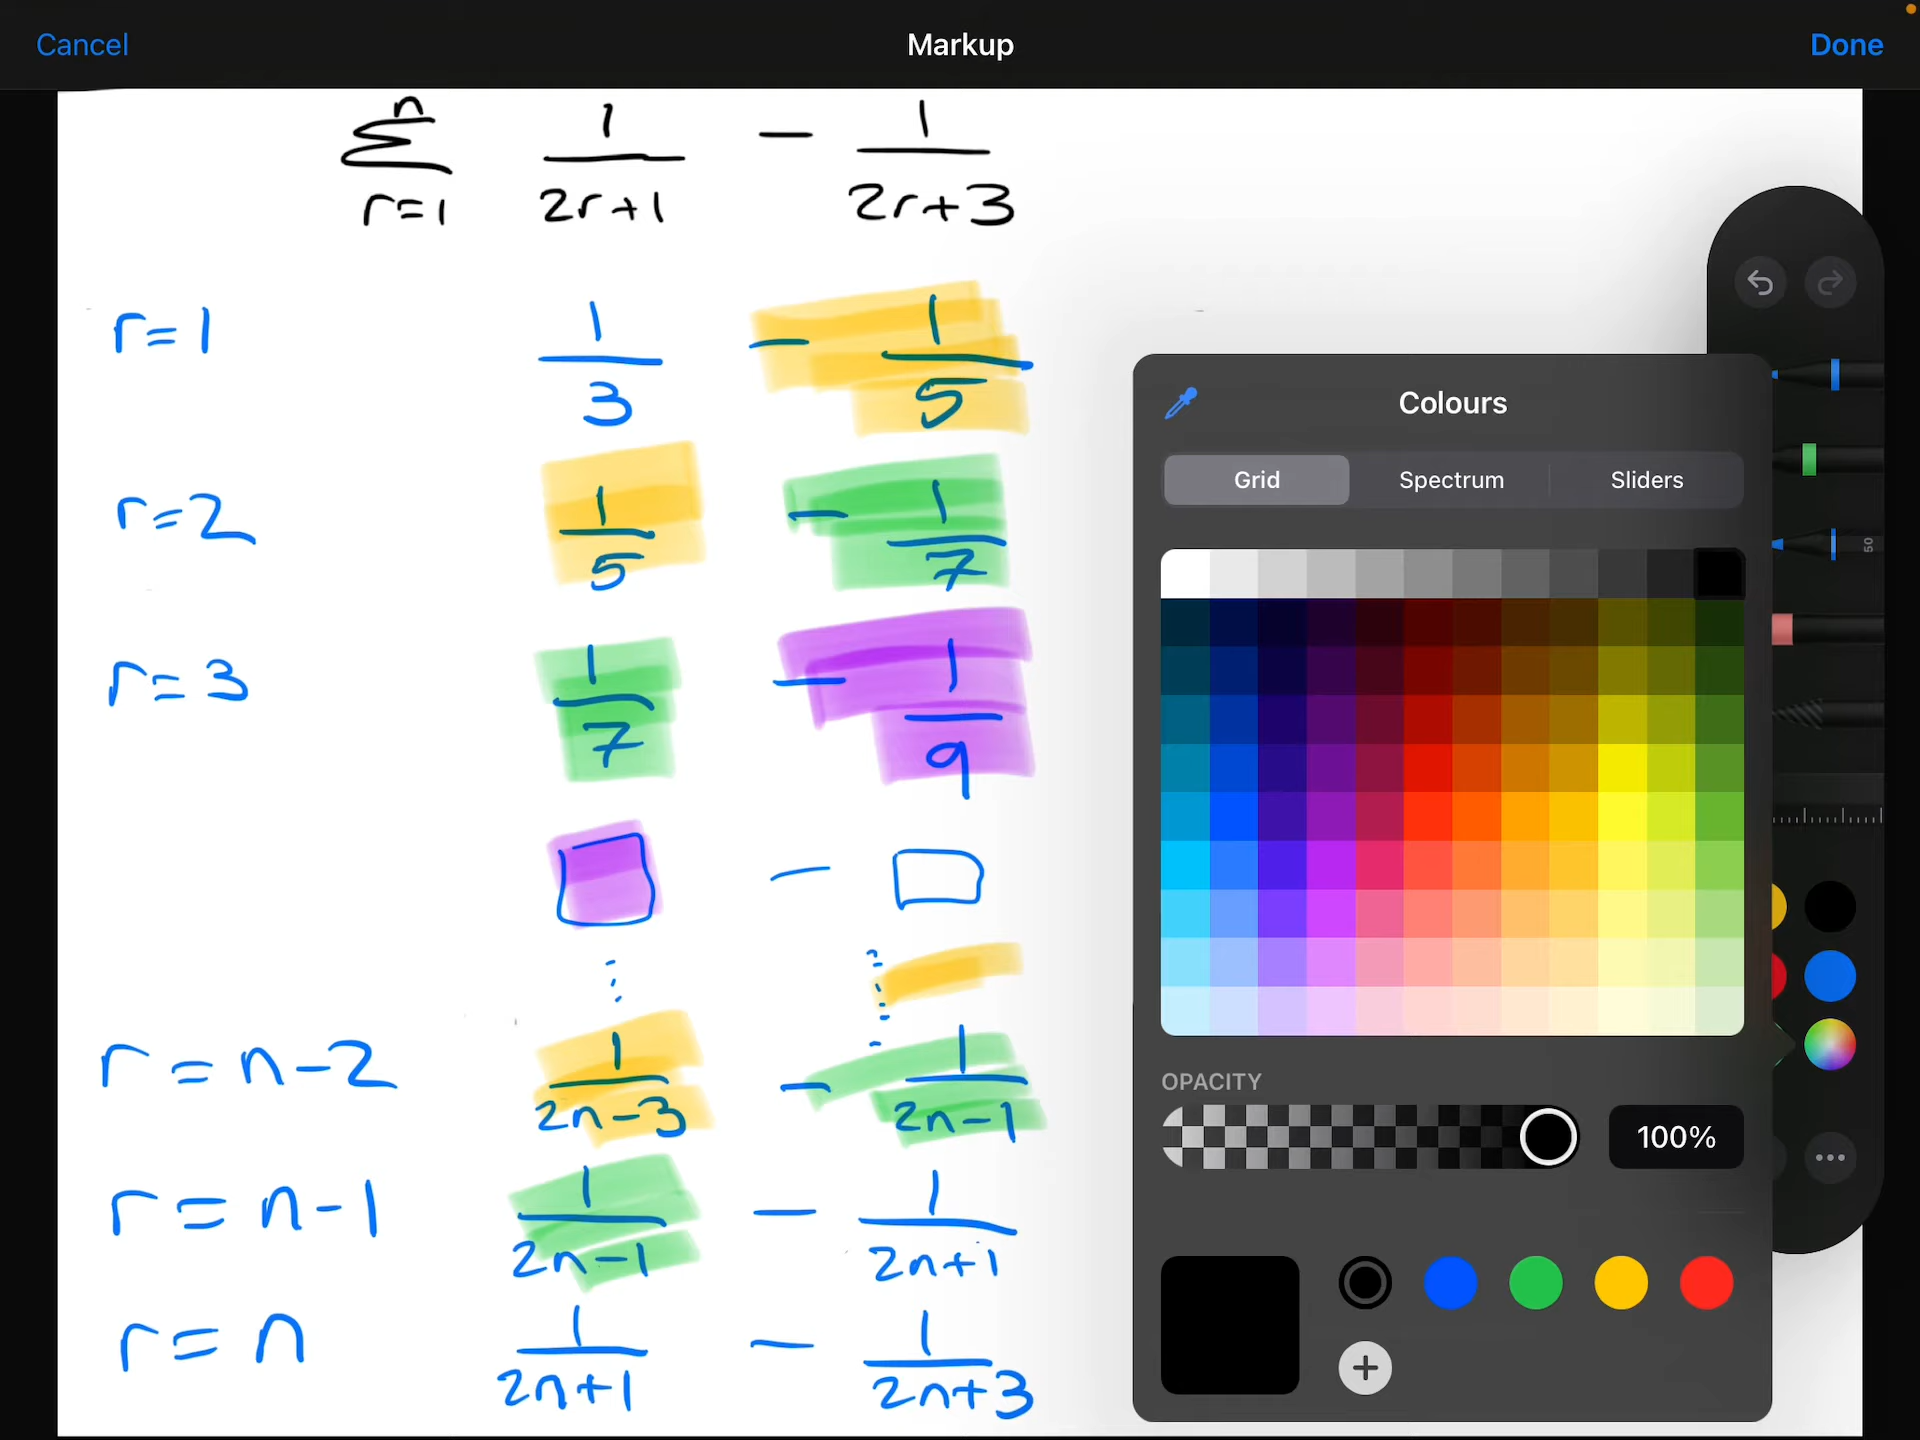 Cancel Markup Done
n
Σ 1/(2r+1) − 1/(2r+3)
r=1
r=1 1/3 − 1/5
r=2 1/5 − 1/7
r=3 1/7 − 1/9
□ − □
⋮ ⋮
r=n−2 1/(2n−3) − 1/(2n−1)
r=n−1 1/(2n−1) − 1/(2n+1)
r=n 1/(2n+1) − 1/(2n+3)
Colours
Grid Spectrum Sliders
OPACITY
100%
50